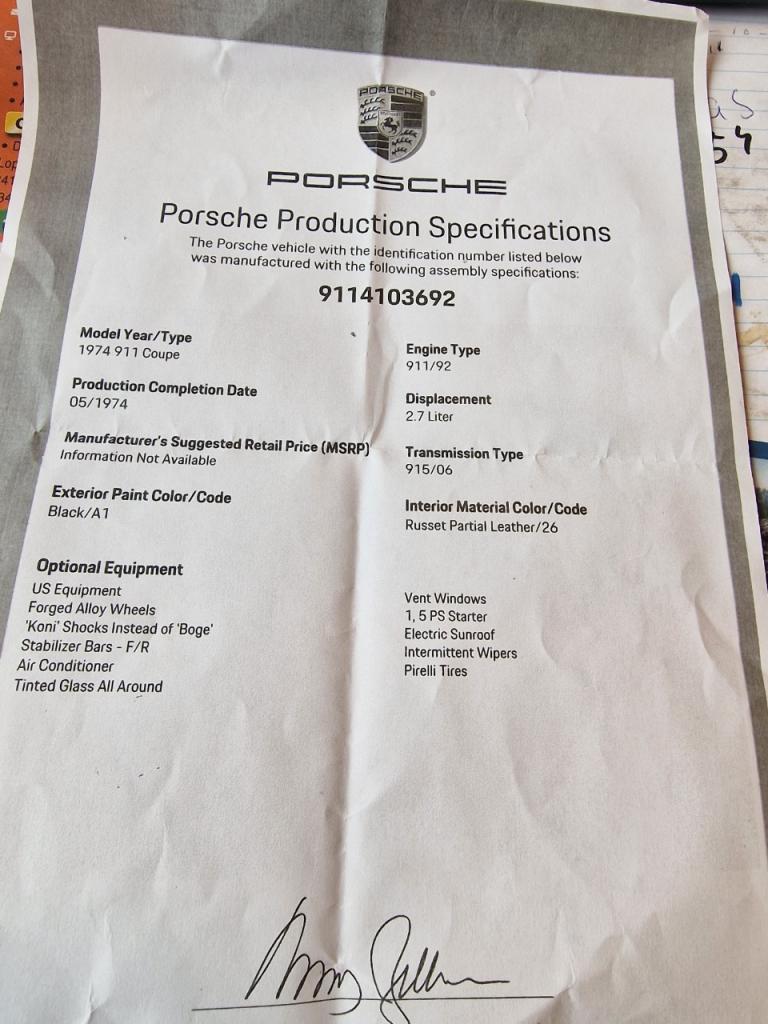 PORSCHE
PORSCHE
Porsche Production Specifications
The Porsche vehicle with the identification number listed below
was manufactured with the following assembly specifications:
9114103692
Model Year/Type
1974 911 Coupe
Production Completion Date
05/1974
Manufacturer's Suggested Retail Price (MSRP)
Information Not Available
Exterior Paint Color/Code
Black/A1
Engine Type
911/92
Displacement
2.7 Liter
Transmission Type
915/06
Interior Material Color/Code
Russet Partial Leather/26
Optional Equipment
US Equipment
Forged Alloy Wheels
'Koni' Shocks Instead of 'Boge'
Stabilizer Bars - F/R
Air Conditioner
Tinted Glass All Around
Vent Windows
1, 5 PS Starter
Electric Sunroof
Intermittent Wipers
Pirelli Tires
54